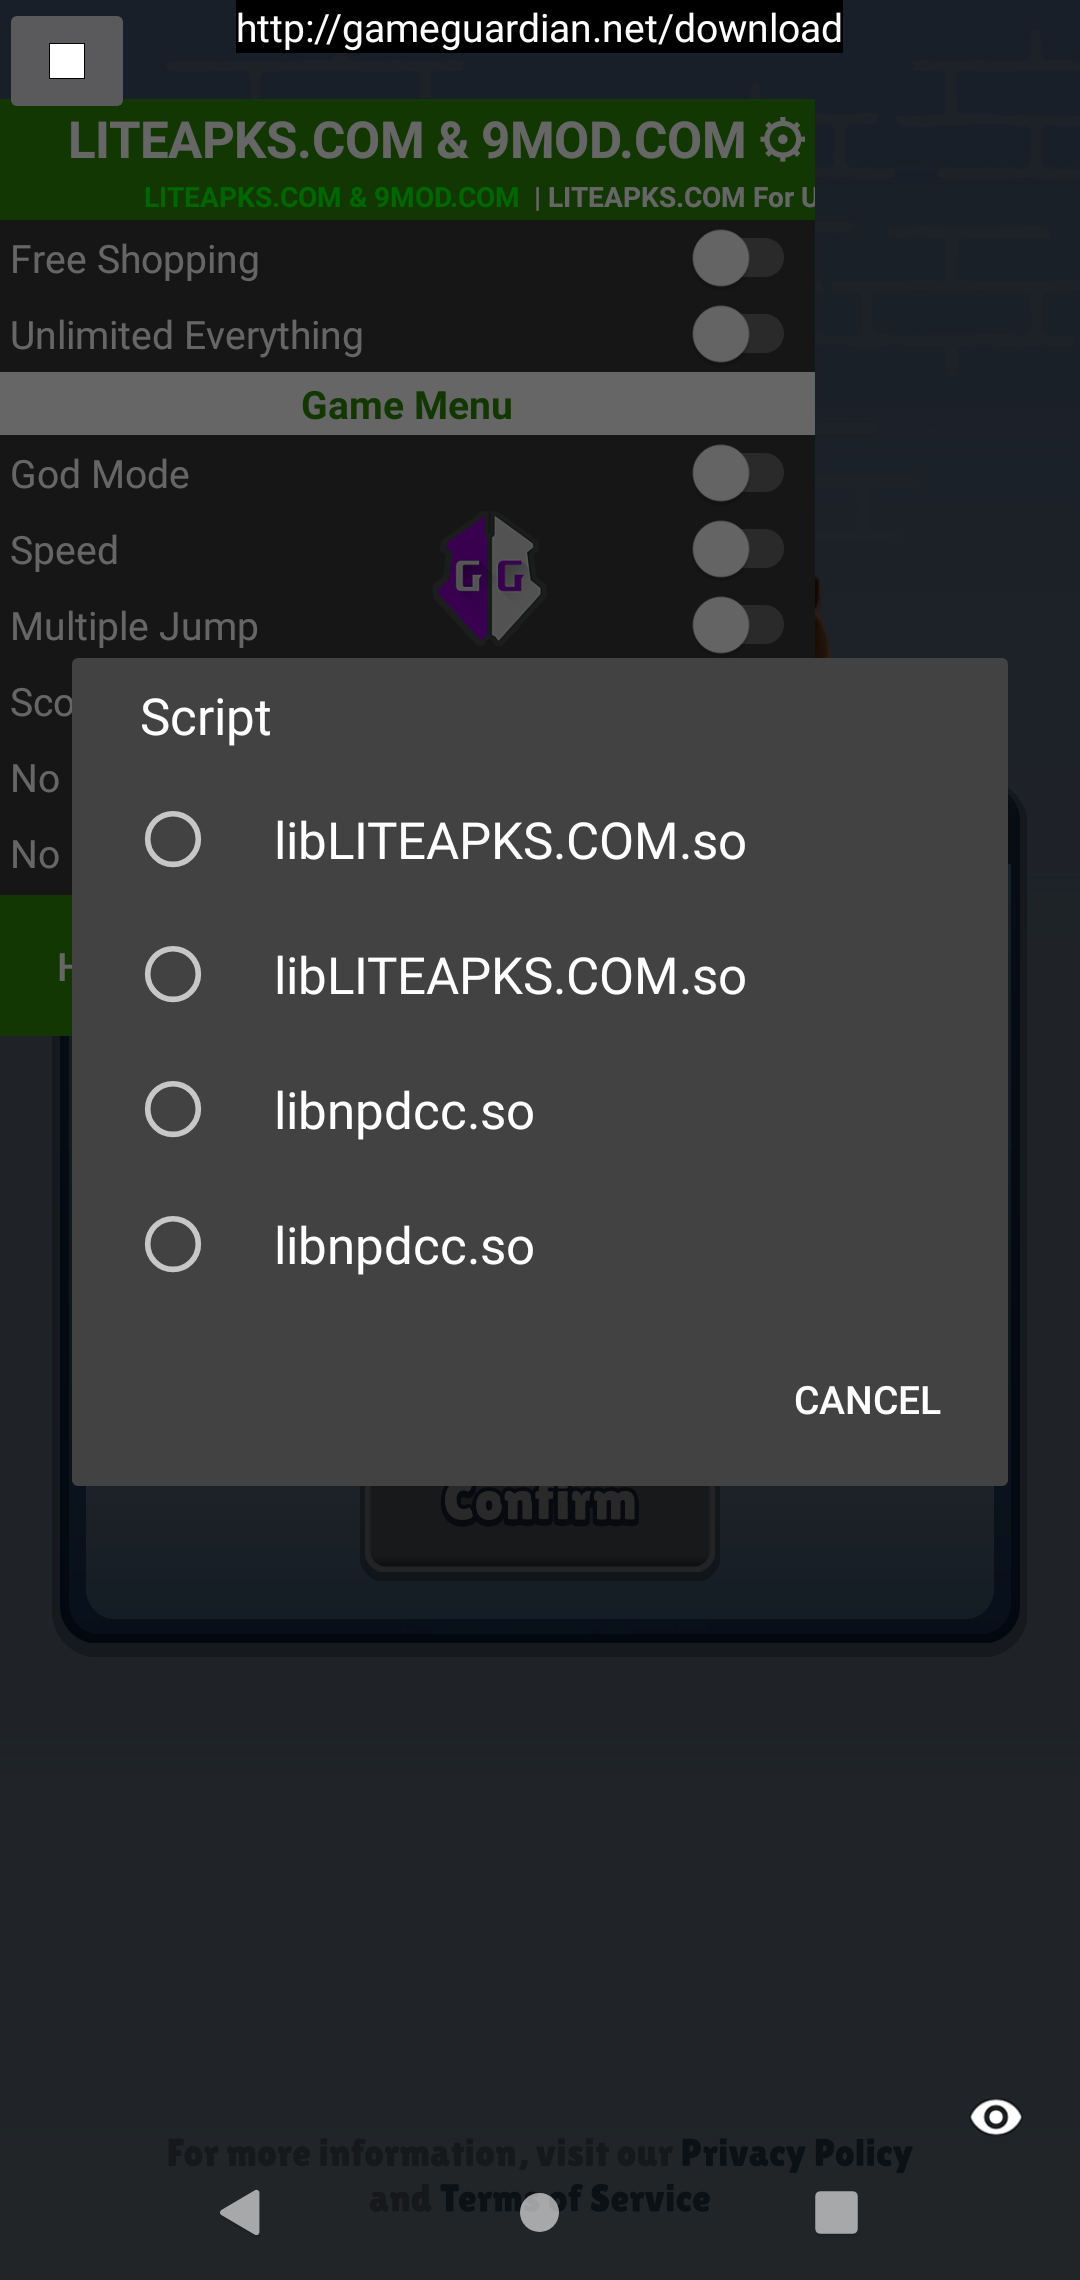 http://gameguardian.net/download
LITEAPKS.COM & 9MOD.COM
LITEAPKS.COM & 9MOD.COM | LITEAPKS.COM For U
Free Shopping
Unlimited Everything
Game Menu
God Mode
Speed
GG
Multiple Jump
Sco
No
No
H
Script
libLITEAPKS.COM.so
libLITEAPKS.COM.so
libnpdcc.so
libnpdcc.so
CANCEL
Confirm
For more information, visit our Privacy Policy
and Terms of Service